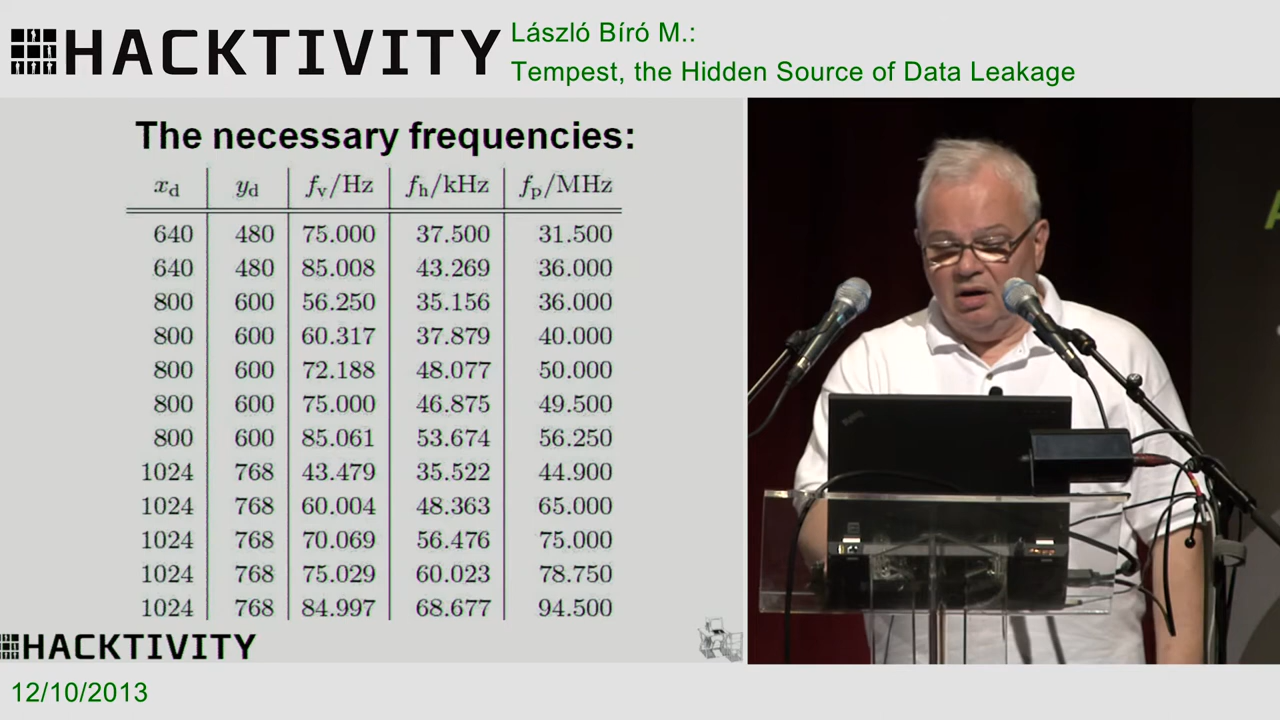 HACKTIVITY
László Bíró M.:
Tempest, the Hidden Source of Data Leakage
The necessary frequencies:
x_d y_d f_v/Hz f_h/kHz f_p/MHz
640 480 75.000 37.500 31.500
640 480 85.008 43.269 36.000
800 600 56.250 35.156 36.000
800 600 60.317 37.879 40.000
800 600 72.188 48.077 50.000
800 600 75.000 46.875 49.500
800 600 85.061 53.674 56.250
1024 768 43.479 35.522 44.900
1024 768 60.004 48.363 65.000
1024 768 70.069 56.476 75.000
1024 768 75.029 60.023 78.750
1024 768 84.997 68.677 94.500
HACKTIVITY
12/10/2013